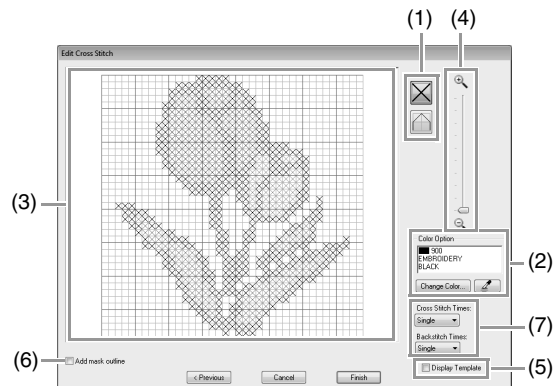 (1)
(4)
Edit Cross Stitch
(3)
Color Option
900
EMBROIDERY
BLACK
(2)
Change Color...
Cross Stitch Times:
Single
(7)
Backstitch Times:
Single
(6)
Add mask outline
Display Template
(5)
< Previous
Cancel
Finish